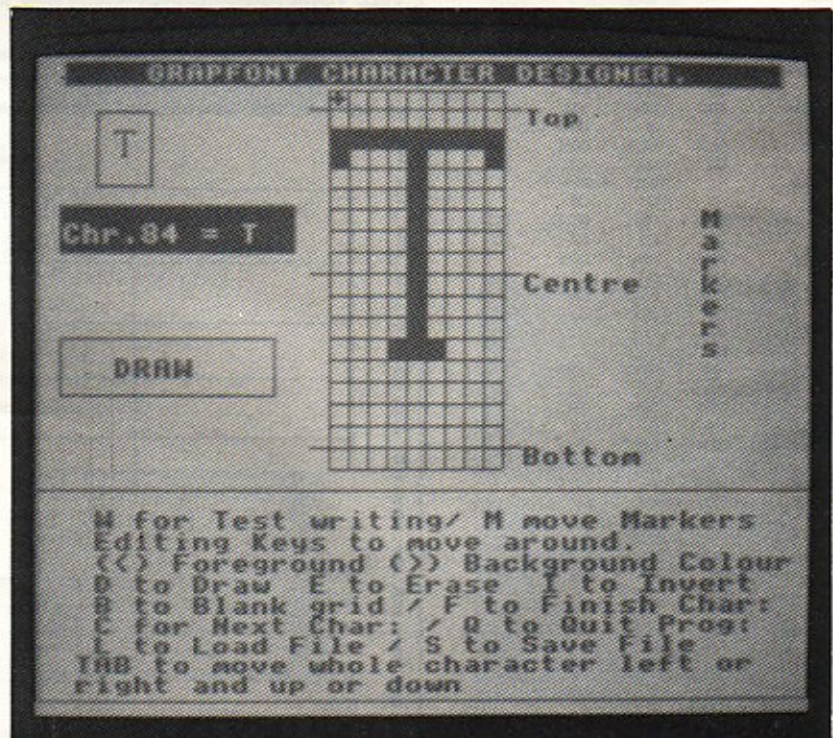 GRAPFONT CHARACTER DESIGNER.
Top
T
Chr.84 = T
Markers
Centre
DRAW
Bottom
W for Test writing/ M move Markers
Editing Keys to move around.
(<) Foreground (>) Background Colour
D to Draw E to Erase I to Invert
B to Blank grid / F to Finish Char:
C for Next Char: / Q to Quit Prog:
L to Load File / S to Save File
TAB to move whole character left or
right and up or down